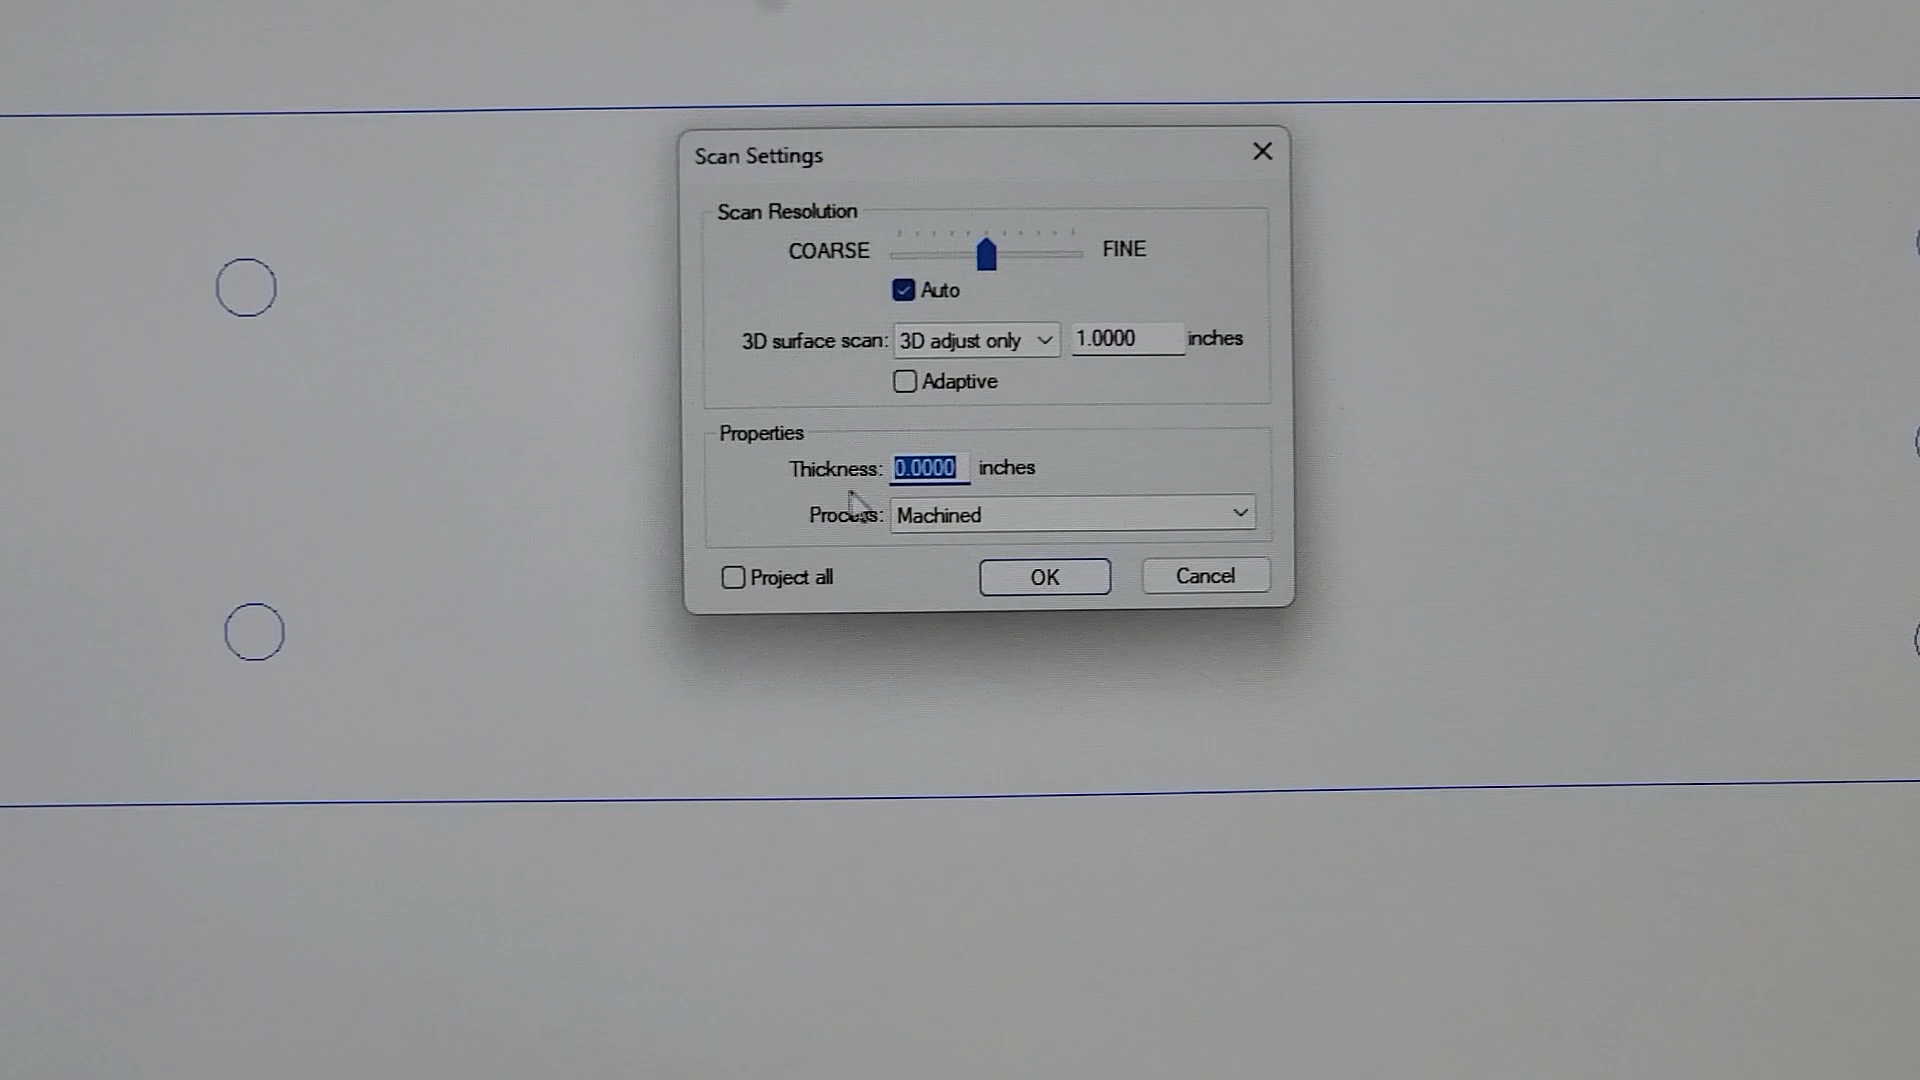 Scan Settings
Scan Resolution
COARSE FINE
Auto
3D surface scan: 3D adjust only 1.0000 inches
Adaptive
Properties
Thickness: 0.0000 inches
Process: Machined
Project all OK Cancel